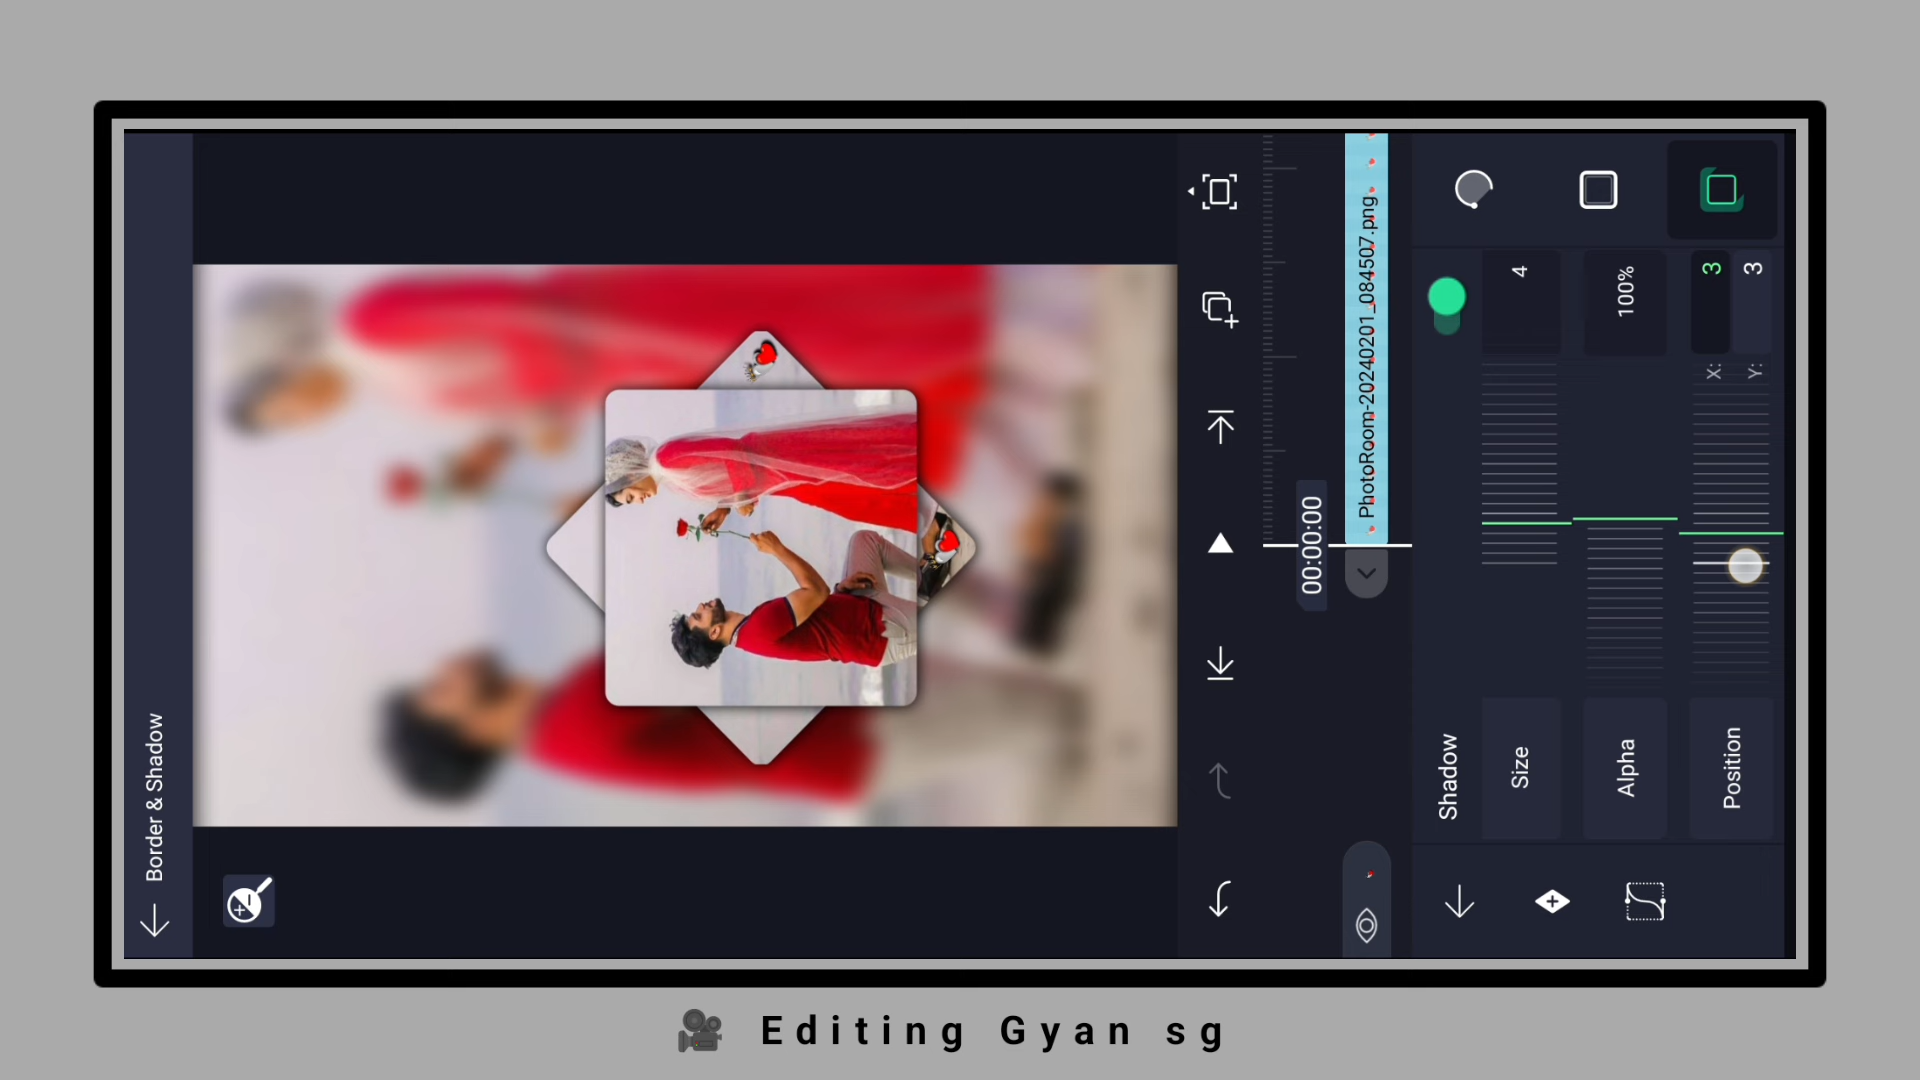 Border & Shadow
00:00:00
PhotoRoom-20240201_084507.png
Shadow
Size
4
Alpha
100%
Position
X: 3
Y: 3
Editing Gyan sg